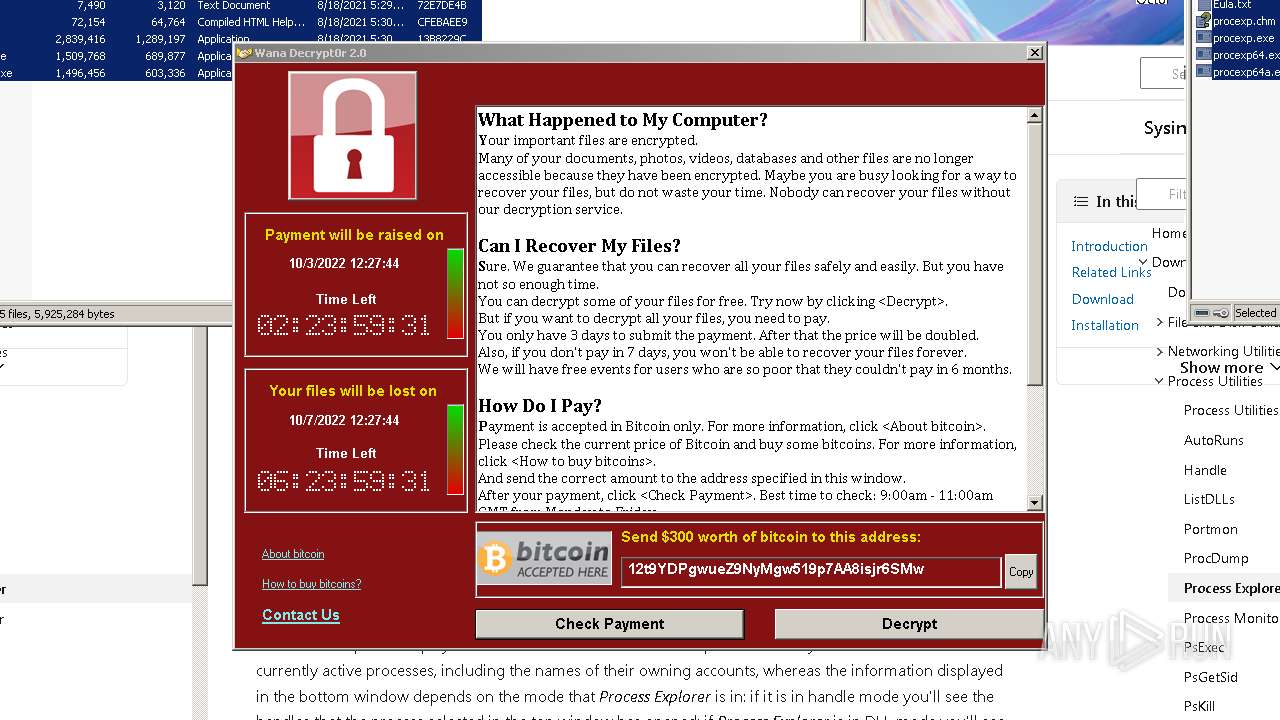 7,490 3,120 Text Document 8/18/2021 5:29... 72E7DE4B
72,154 64,764 Compiled HTML Help... 8/18/2021 5:30... CFEBAEE9
2,839,416 1,289,197 Application 8/18/2021 5:30 13B8229C
e 1,509,768 689,877 Applica
xe 1,496,456 603,336 Applica
5 files, 5,925,284 bytes
Eula.txt
procexp.chm
procexp.exe
procexp64.ex
procexp64a.e
Selected
Wana Decrypt0r 2.0
Payment will be raised on
10/3/2022 12:27:44
Time Left
02:23:59:31
Your files will be lost on
10/7/2022 12:27:44
Time Left
06:23:59:31
About bitcoin
How to buy bitcoins?
Contact Us
What Happened to My Computer?
Your important files are encrypted.
Many of your documents, photos, videos, databases and other files are no longer
accessible because they have been encrypted. Maybe you are busy looking for a way to
recover your files, but do not waste your time. Nobody can recover your files without
our decryption service.
Can I Recover My Files?
Sure. We guarantee that you can recover all your files safely and easily. But you have
not so enough time.
You can decrypt some of your files for free. Try now by clicking <Decrypt>.
But if you want to decrypt all your files, you need to pay.
You only have 3 days to submit the payment. After that the price will be doubled.
Also, if you don't pay in 7 days, you won't be able to recover your files forever.
We will have free events for users who are so poor that they couldn't pay in 6 months.
How Do I Pay?
Payment is accepted in Bitcoin only. For more information, click <About bitcoin>.
Please check the current price of Bitcoin and buy some bitcoins. For more information,
click <How to buy bitcoins>.
And send the correct amount to the address specified in this window.
After your payment, click <Check Payment>. Best time to check: 9:00am - 11:00am
GMT from Monday to Friday.
bitcoin
ACCEPTED HERE
Send $300 worth of bitcoin to this address:
12t9YDPgwueZ9NyMgw519p7AA8isjr6SMw
Copy
Check Payment
Decrypt
Sysin
In this
Introduction
Related Links
Download
Installation
Filt
Home
Down
Do
Networking Utilitie
Show more
Process Utilities
Process Utilities
AutoRuns
Handle
ListDLLs
Portmon
ProcDump
Process Explore
Process Monito
PsExec
PsGetSid
PsKill
ANY RUN
currently active processes, including the names of their owning accounts, whereas the information displayed
in the bottom window depends on the mode that Process Explorer is in: if it is in handle mode you'll see the